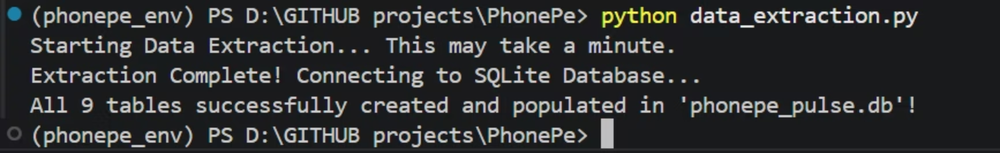 (phonepe_env) PS D:\GITHUB projects\PhonePe> python data_extraction.py
Starting Data Extraction... This may take a minute.
Extraction Complete! Connecting to SQLite Database...
All 9 tables successfully created and populated in 'phonepe_pulse.db'!
(phonepe_env) PS D:\GITHUB projects\PhonePe>